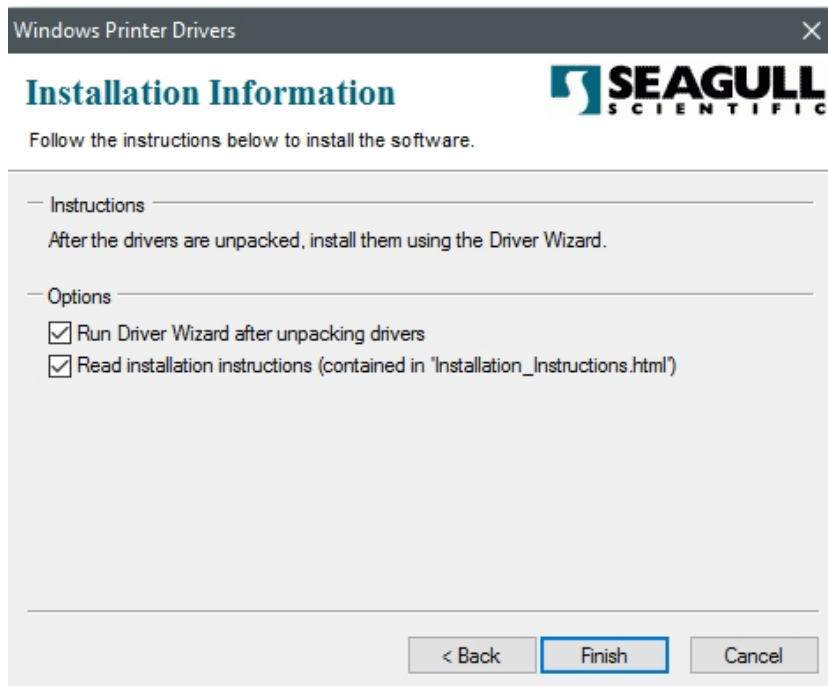 Windows Printer Drivers
Installation Information
SEAGULL
SCIENTIFIC
Follow the instructions below to install the software.
Instructions
After the drivers are unpacked, install them using the Driver Wizard.
Options
Run Driver Wizard after unpacking drivers
Read installation instructions (contained in 'Installation_Instructions.html')
< Back
Finish
Cancel